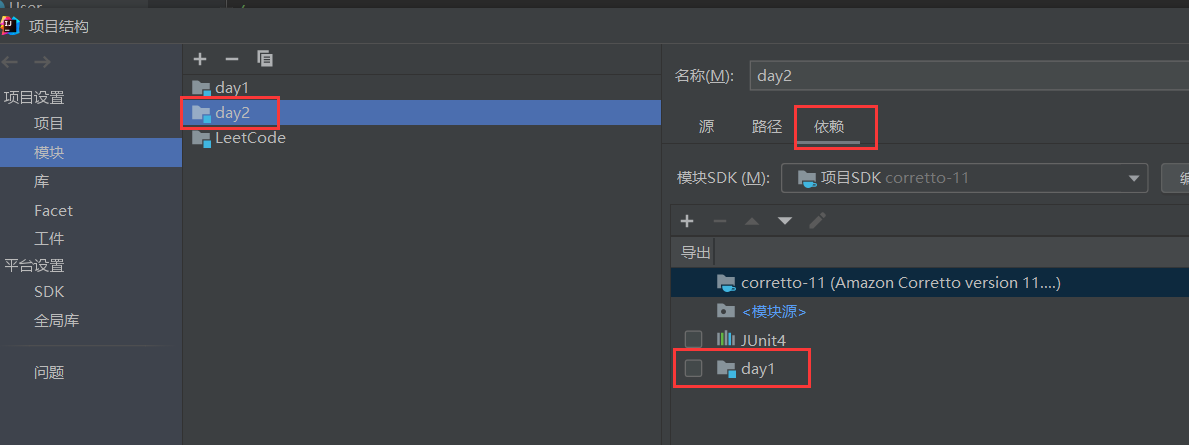 User
项目结构
项目设置
项目
模块
库
Facet
工件
平台设置
SDK
全局库
问题
day1
day2
LeetCode
名称(M): day2
源 路径 依赖
模块SDK (M): 项目SDK corretto-11
导出
corretto-11 (Amazon Corretto version 11....)
<模块源>
JUnit4
day1